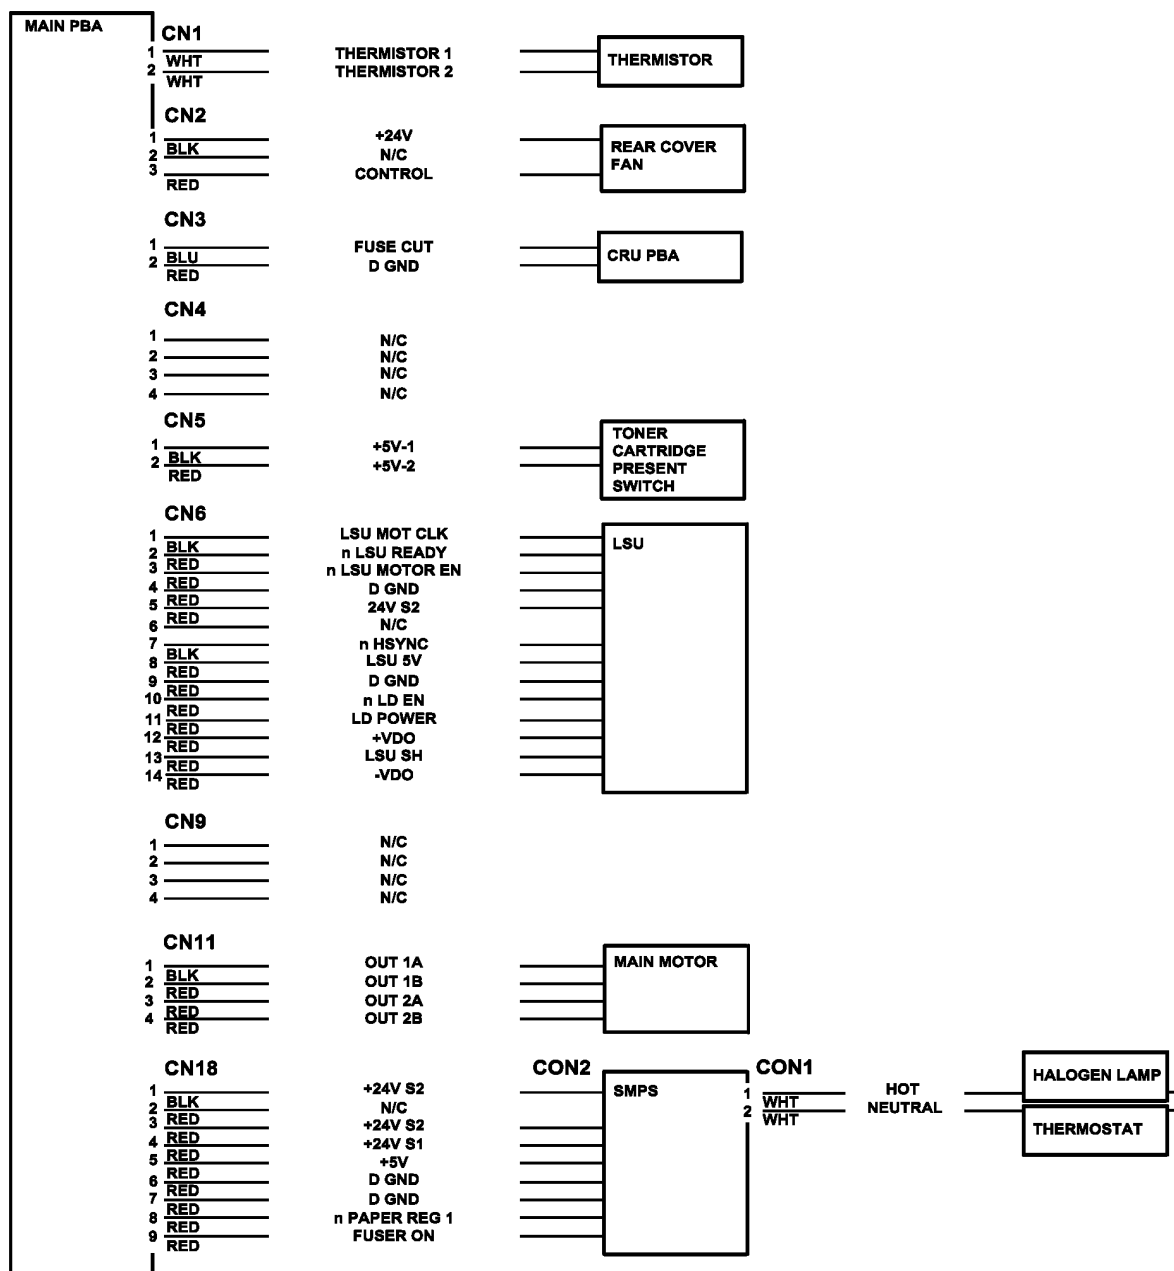 MAIN PBA
CN1
1 WHT THERMISTOR 1 THERMISTOR
2 WHT THERMISTOR 2
CN2
1 BLK +24V REAR COVER
2 N/C FAN
3 RED CONTROL
CN3
1 BLU FUSE CUT CRU PBA
2 RED D GND
CN4
1 N/C
2 N/C
3 N/C
4 N/C
CN5
TONER
1 BLK +5V-1 CARTRIDGE
2 RED +5V-2 PRESENT
SWITCH
CN6
1 BLK LSU MOT CLK LSU
2 RED n LSU READY
3 RED n LSU MOTOR EN
4 RED D GND
5 RED 24V S2
6 N/C
7 BLK n HSYNC
8 RED LSU 5V
9 RED D GND
10 RED n LD EN
11 RED LD POWER
12 RED +VDO
13 RED LSU SH
14 RED -VDO
CN9
1 N/C
2 N/C
3 N/C
4 N/C
CN11
1 BLK OUT 1A MAIN MOTOR
2 RED OUT 1B
3 RED OUT 2A
4 RED OUT 2B
CN18 CON2 CON1
1 BLK +24V S2 SMPS 1 WHT HOT HALOGEN LAMP
2 RED N/C 2 WHT NEUTRAL THERMOSTAT
3 RED +24V S2
4 RED +24V S1
5 RED +5V
6 RED D GND
7 RED D GND
8 RED n PAPER REG 1
9 RED FUSER ON